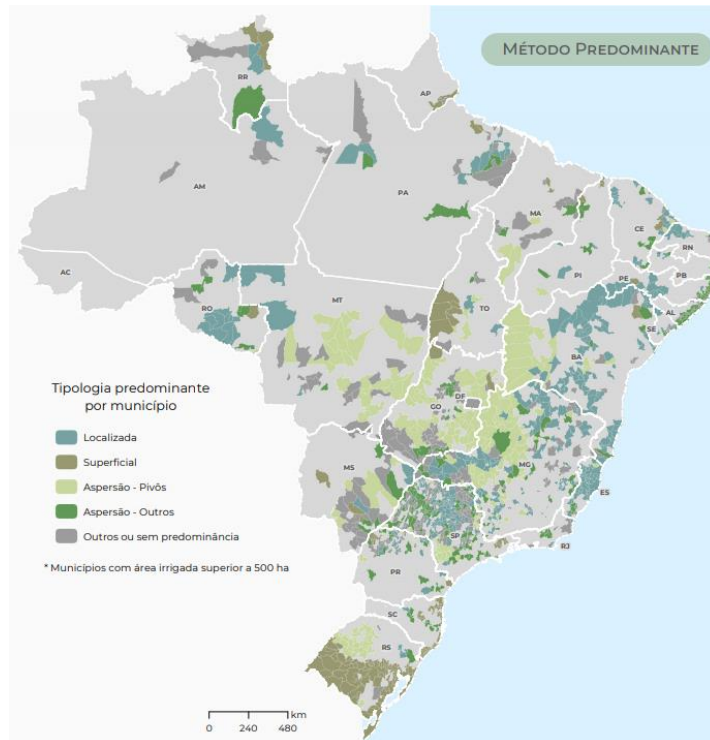 MÉTODO PREDOMINANTE
RR
AP
AM
PA
MA
CE
RN
PB
PE
PI
AL
SE
AC
RO
MT
TO
BA
GO
DF
MG
ES
MS
SP
RJ
PR
SC
RS
Tipologia predominante
por município
Localizada
Superficial
Aspersão - Pivôs
Aspersão - Outros
Outros ou sem predominância
* Municípios com área irrigada superior a 500 ha
km
0 240 480